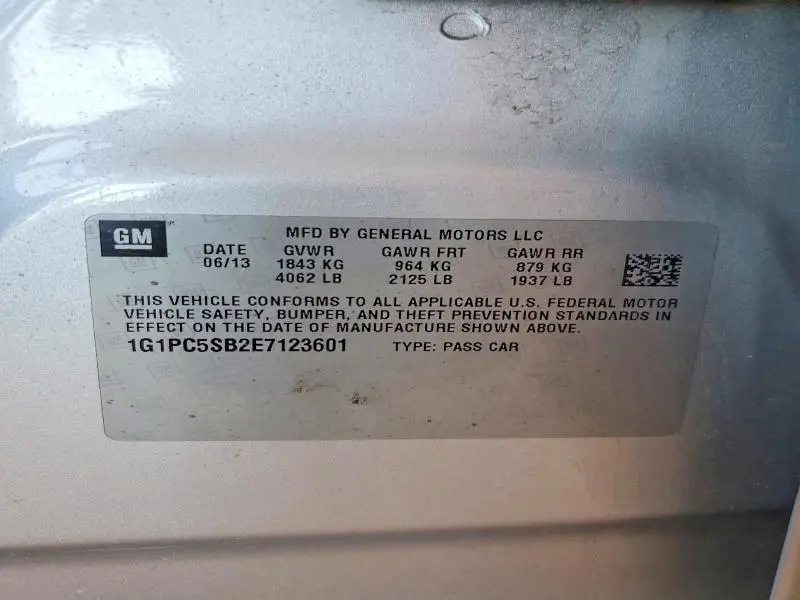 GM
MFD BY GENERAL MOTORS LLC
DATE GVWR GAWR FRT GAWR RR
06/13 1843 KG 964 KG 879 KG
4062 LB 2125 LB 1937 LB
THIS VEHICLE CONFORMS TO ALL APPLICABLE U.S. FEDERAL MOTOR
VEHICLE SAFETY, BUMPER, AND THEFT PREVENTION STANDARDS IN
EFFECT ON THE DATE OF MANUFACTURE SHOWN ABOVE.
1G1PC5SB2E7123601 TYPE: PASS CAR